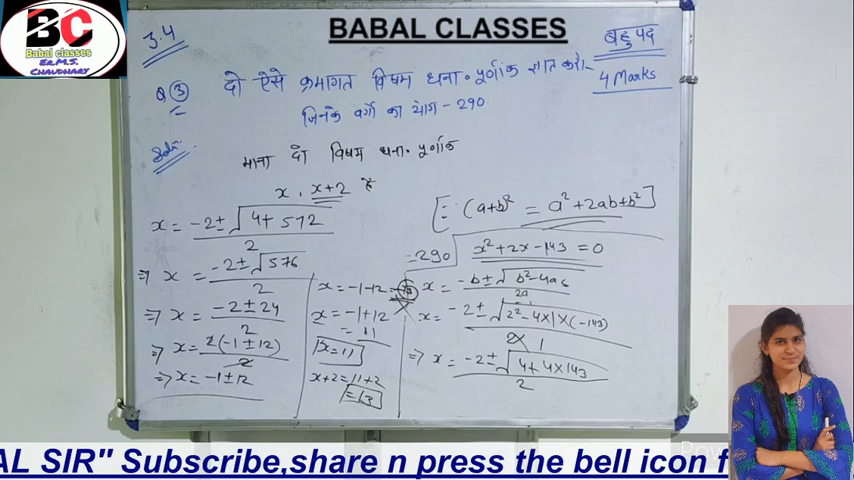 BC
Babal classes
ER.M.S. CHAUDHARY
BABAL CLASSES
3.4
बहुपद
4 Marks
Q ③ दो ऐसे क्रमागत विषम धना॰ पूर्णांक ज्ञात करो।
जिनके वर्गों का योग - 290.
Soln.
माना दो विषम धना॰ पूर्णांक
x, x+2 है
x = -2 ± √4 + 572 / 2
⇒ x = -2 ± √576 / 2
⇒ x = -2 ± 24 / 2
⇒ x = 2(-1 ± 12) / 2
⇒ x = -1 ± 12
x = -1 + 12
= 11
x = 11
x+2 = 11+2
= 13
[∵ (a+b)² = a² + 2ab + b²]
= 290
x² + 2x - 143 = 0
x = -b ± √b² - 4ac / 2a
x = -2 ± √2² - 4×1×(-143) / 2×1
⇒ x = -2 ± √4 + 4×143 / 2
AL SIR" Subscribe,share n press the bell icon f